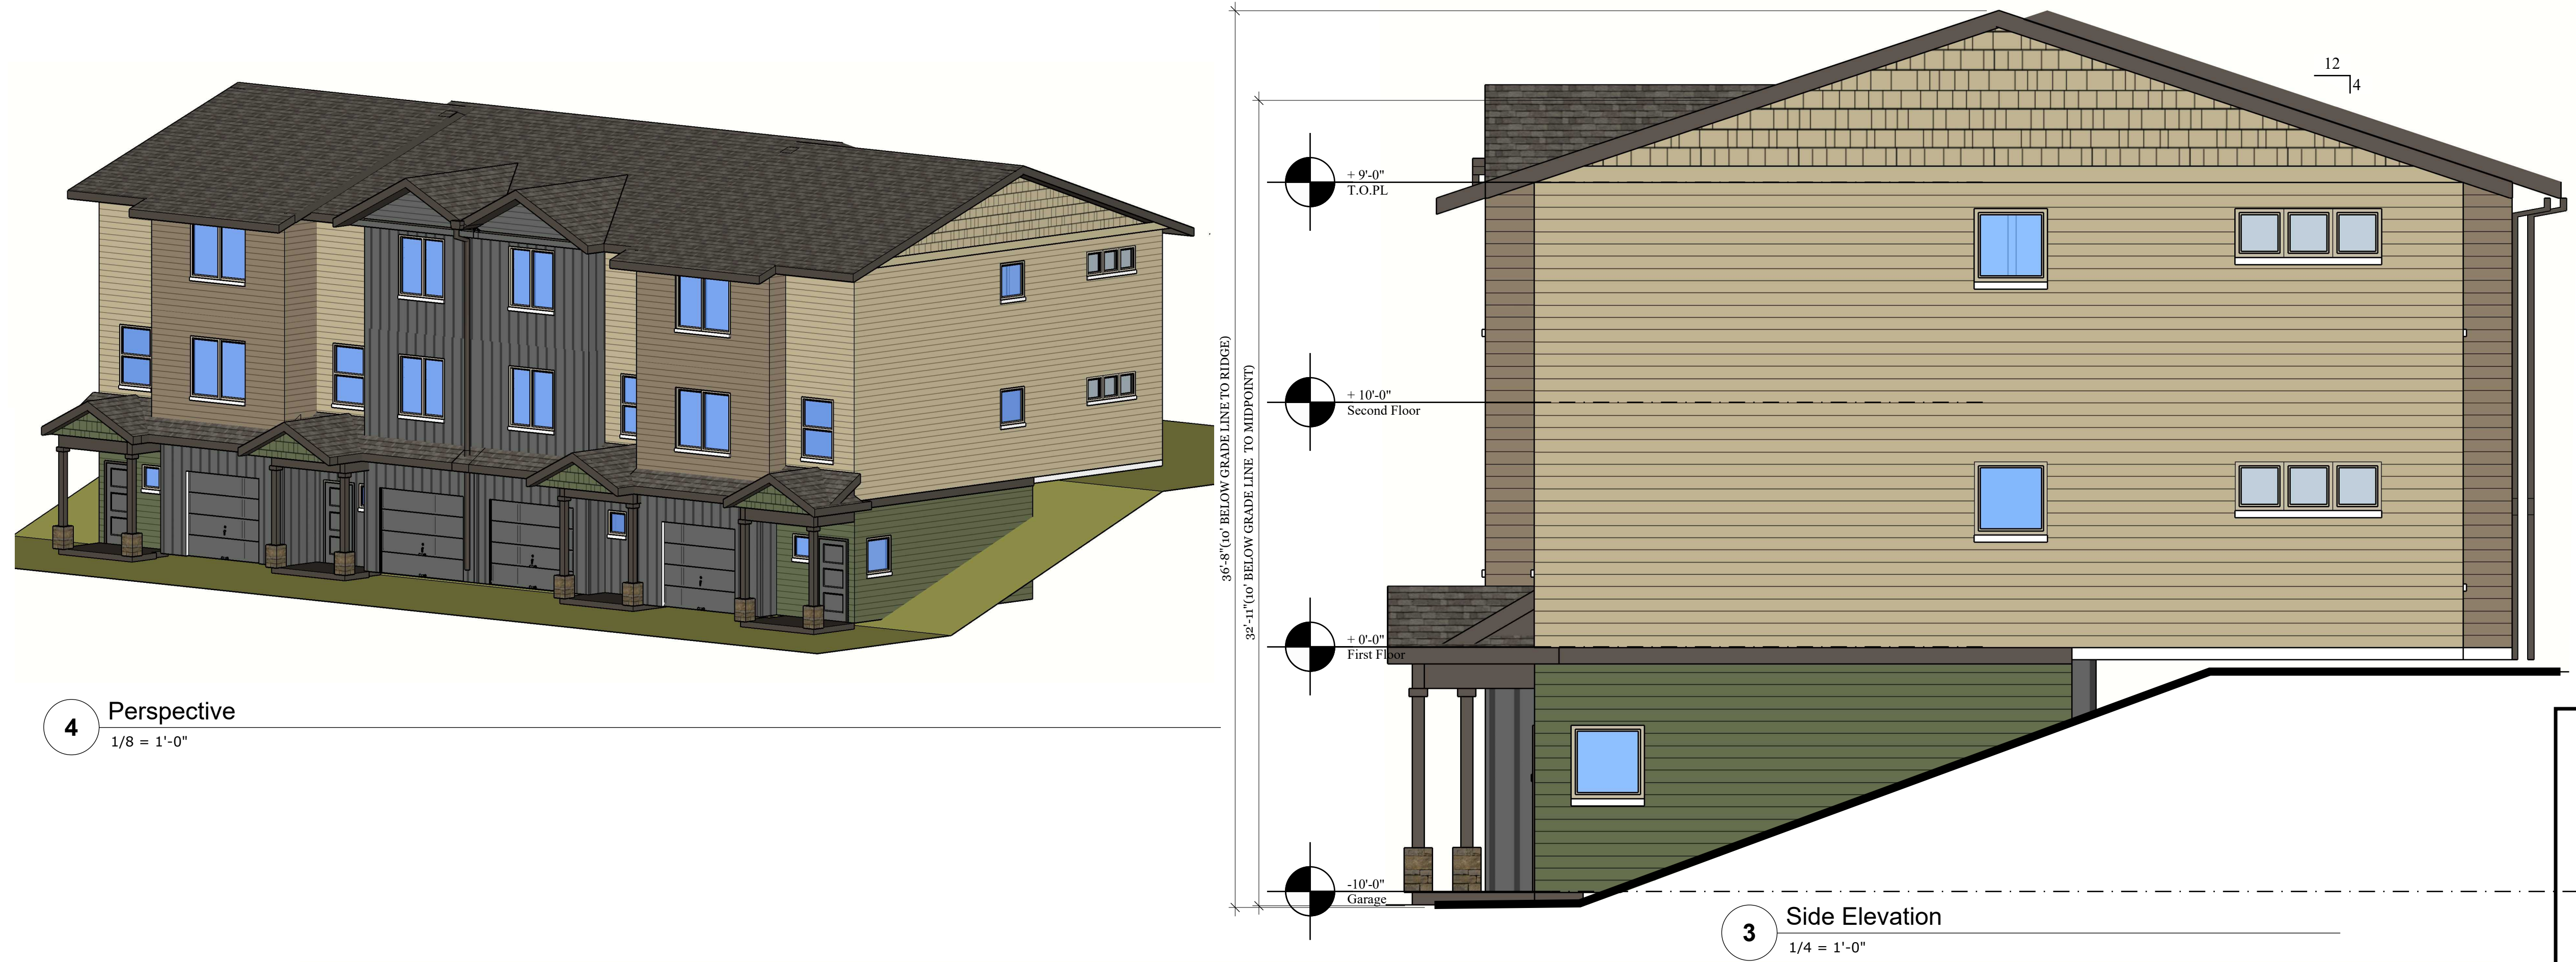 4
Perspective
1/8 = 1'-0"
36'-8"(10' BELOW GRADE LINE TO RIDGE)
32'-11"(10' BELOW GRADE LINE TO MIDPOINT)
12
4
+ 9'-0"
T.O.PL
+ 10'-0"
Second Floor
+ 0'-0"
First Floor
-10'-0"
Garage
3
Side Elevation
1/4 = 1'-0"